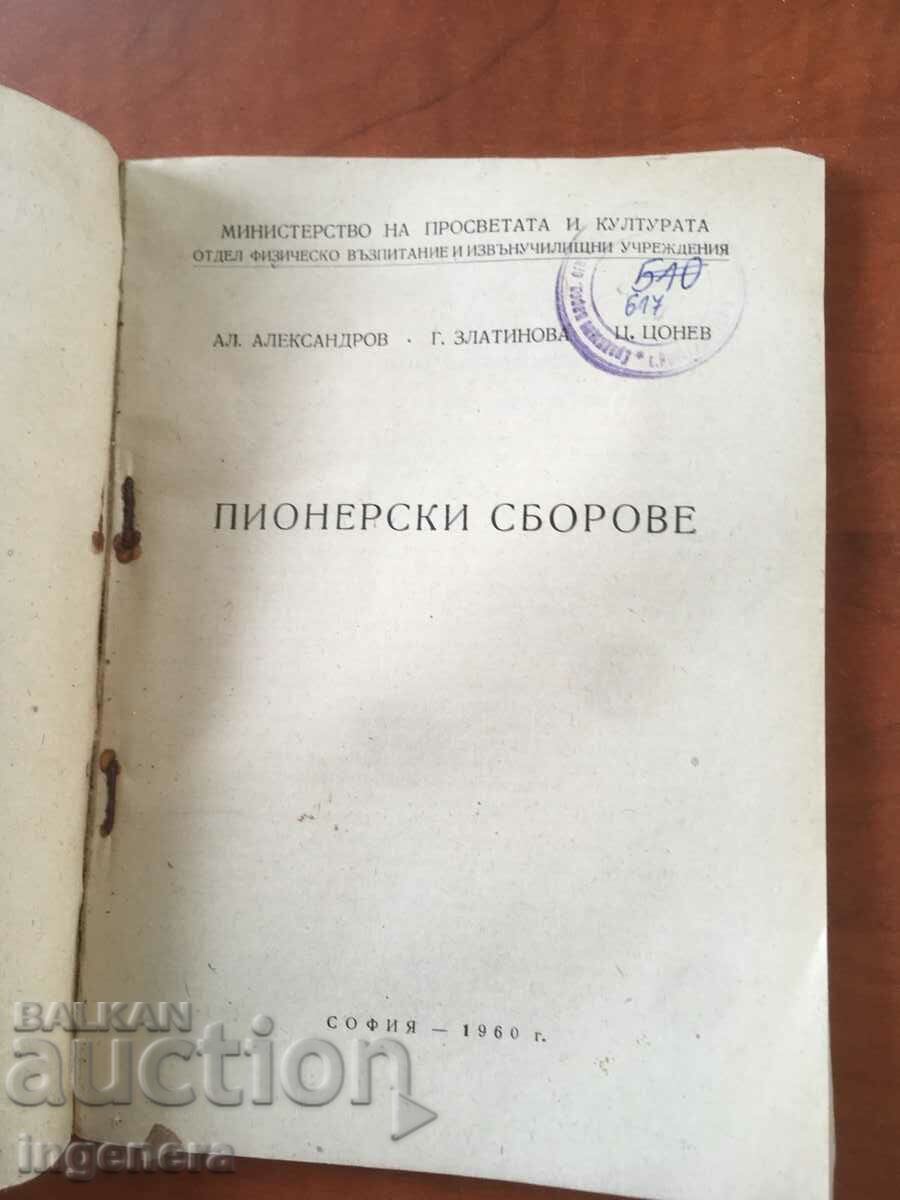 МИНИСТЕРСТВО НА ПРОСВЕТАТА И КУЛТУРАТА
ОТДЕЛ ФИЗИЧЕСКО ВЪЗПИТАНИЕ И ИЗВЪНУЧИЛИЩНИ УЧРЕЖДЕНИЯ
540
617
АЛ. АЛЕКСАНДРОВ · Г. ЗЛАТИНОВА Ц. ЦОНЕВ
ПИОНЕРСКИ СБОРОВЕ
СОФИЯ — 1960 г.
BALKAN
auction
ingenera